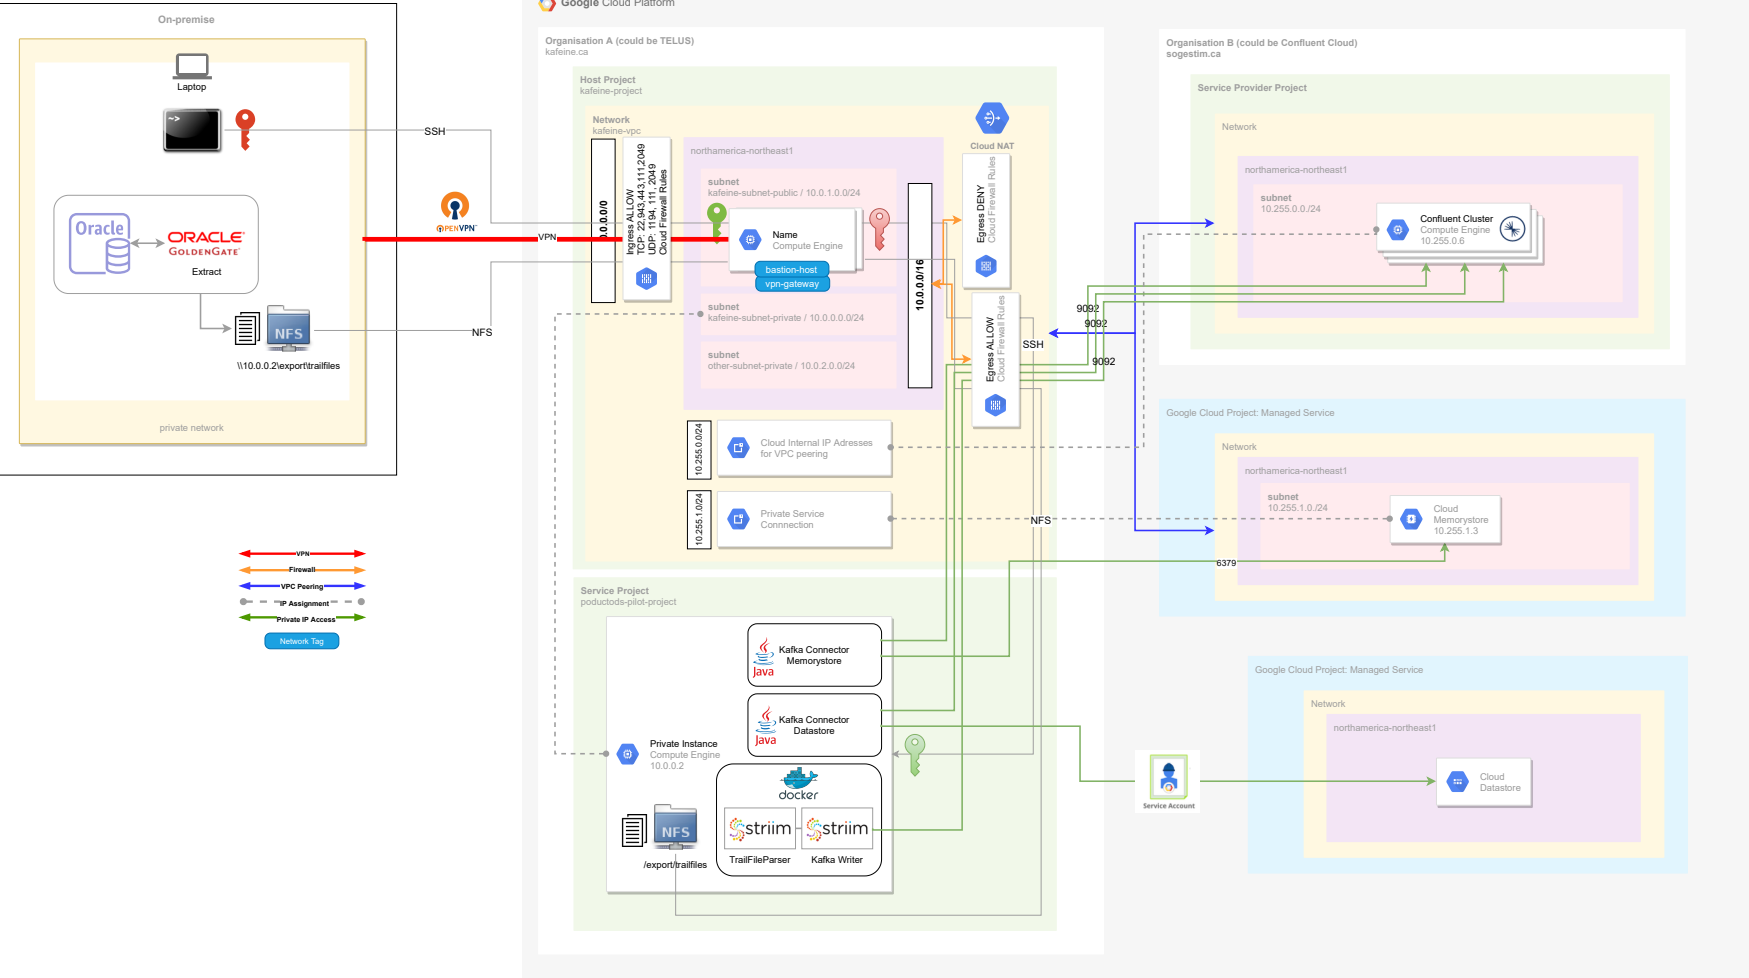 On-premise
Laptop
~>
SSH
Oracle
ORACLE
GOLDENGATE
Extract
NFS
NFS
\\10.0.0.2\export\trailfiles
private network
OPENVPN
VPN
VPN
Firewall
VPC Peering
IP Assignment
Private IP Access
Network Tag
Google Cloud Platform
Organisation A (could be TELUS)
kafeine.ca
Host Project
kafeine-project
Network
kafeine-vpc
Ingress ALLOW
TCP: 22,943,443,111,2049
UDP: 1194, 111, 2049
Cloud Firewall Rules
northamerica-northeast1
subnet
kafeine-subnet-public / 10.0.1.0.0/24
Name
Compute Engine
bastion-host
vpn-gateway
subnet
kafeine-subnet-private / 10.0.0.0.0/24
subnet
other-subnet-private / 10.0.2.0.0/24
10.0.0.0/16
Cloud NAT
Egress DENY
Cloud Firewall Rules
Egress ALLOW
Cloud Firewall Rules
SSH
9092
9092
9092
10.255.0.0/24
Cloud Internal IP Adresses
for VPC peering
10.255.1.0/24
Private Service
Connnection
NFS
6379
Service Project
poductods-pilot-project
Kafka Connector
Memorystore
Java
Kafka Connector
Datastore
Java
Private Instance
Compute Engine
10.0.0.2
docker
striim
striim
TrailFileParser
Kafka Writer
NFS
/export/trailfiles
Organisation B (could be Confluent Cloud)
sogestim.ca
Service Provider Project
Network
northamerica-northeast1
subnet
10.255.0.0./24
Confluent Cluster
Compute Engine
10.255.0.6
Google Cloud Project: Managed Service
Network
northamerica-northeast1
subnet
10.255.1.0./24
Cloud
Memorystore
10.255.1.3
Google Cloud Project: Managed Service
Network
northamerica-northeast1
Service Account
Cloud
Datastore